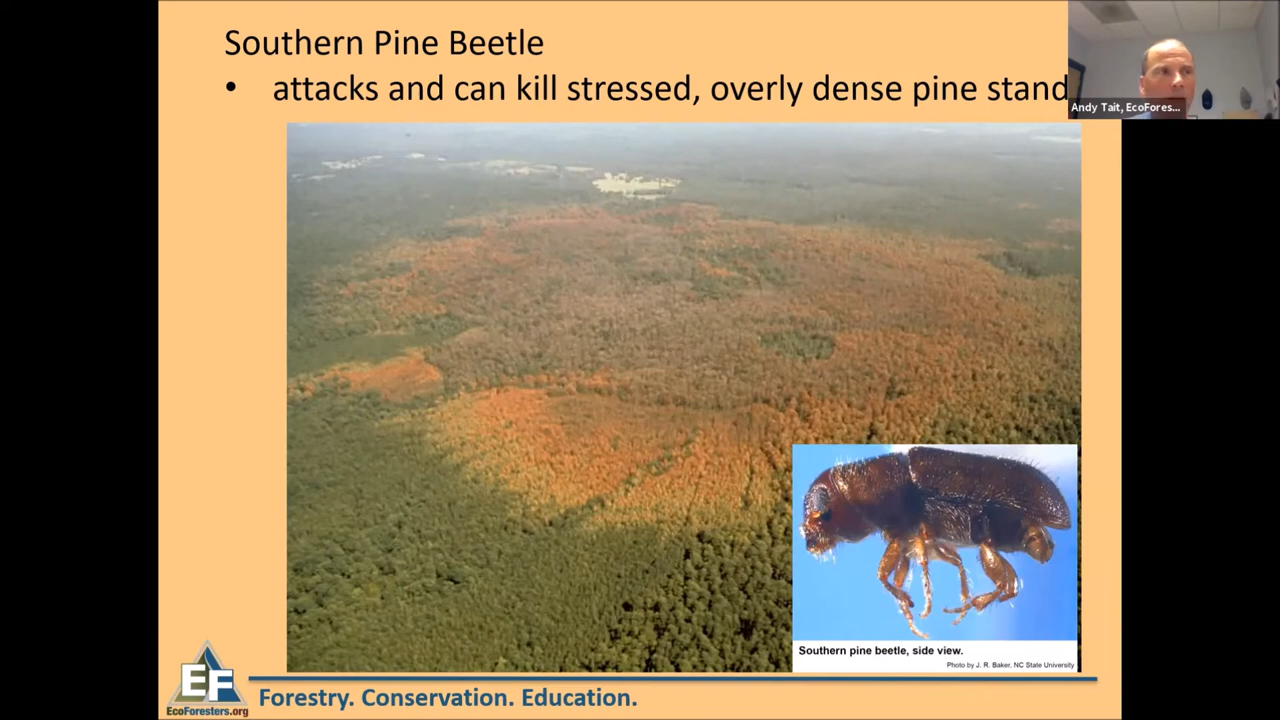 Southern Pine Beetle
• attacks and can kill stressed, overly dense pine stand
Andy Tait, EcoFores...
Southern pine beetle, side view.
Photo by J. R. Baker, NC State University
EF
EcoForesters.org
Forestry. Conservation. Education.